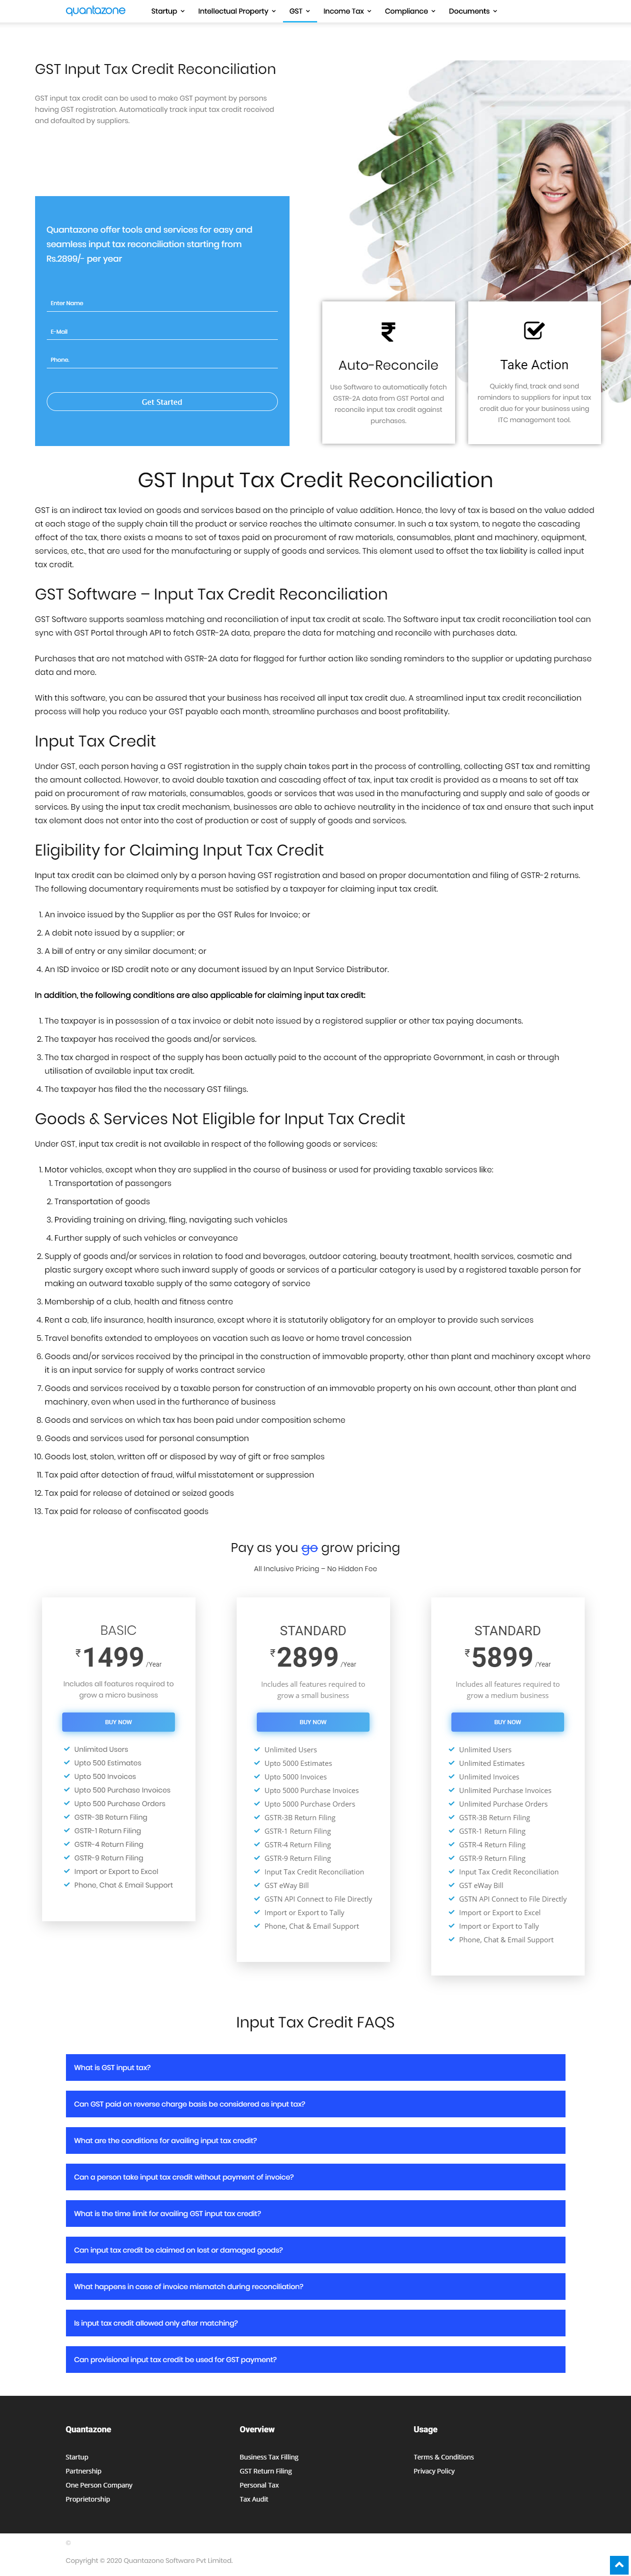 quantazone
Startup
Intellectual Property
GST
Income Tax
Compliance
Documents
GST Input Tax Credit Reconciliation
GST input tax credit can be used to make GST payment by persons
having GST registration. Automatically track input tax credit received
and defaulted by suppliers.
Quantazone offer tools and services for easy and
seamless input tax reconciliation starting from
Rs.2899/- per year
Enter Name
E-Mail
Phone
Get Started
₹
Auto-Reconcile
Use Software to automatically fetch
GSTR-2A data from GST Portal and
reconcile input tax credit against
purchases.
Take Action
Quickly find, track and send
reminders to suppliers for input tax
credit due for your business using
ITC management tool.
GST Input Tax Credit Reconciliation
GST is an indirect tax levied on goods and services based on the principle of value addition. Hence, the levy of tax is based on the value added
at each stage of the supply chain till the product or service reaches the ultimate consumer. In such a tax system, to negate the cascading
effect of the tax, there exists a means to set of taxes paid on procurement of raw materials, consumables, plant and machinery, equipment,
services, etc., that are used for the manufacturing or supply of goods and services. This element used to offset the tax liability is called input
tax credit.
GST Software – Input Tax Credit Reconciliation
GST Software supports seamless matching and reconciliation of input tax credit at scale. The Software input tax credit reconciliation tool can
sync with GST Portal through API to fetch GSTR-2A data, prepare the data for matching and reconcile with purchases data.
Purchases that are not matched with GSTR-2A data for flagged for further action like sending reminders to the supplier or updating purchase
data and more.
With this software, you can be assured that your business has received all input tax credit due. A streamlined input tax credit reconciliation
process will help you reduce your GST payable each month, streamline purchases and boost profitability.
Input Tax Credit
Under GST, each person having a GST registration in the supply chain takes part in the process of controlling, collecting GST tax and remitting
the amount collected. However, to avoid double taxation and cascading effect of tax, input tax credit is provided as a means to set off tax
paid on procurement of raw materials, consumables, goods or services that was used in the manufacturing and supply and sale of goods or
services. By using the input tax credit mechanism, businesses are able to achieve neutrality in the incidence of tax and ensure that such input
tax element does not enter into the cost of production or cost of supply of goods and services.
Eligibility for Claiming Input Tax Credit
Input tax credit can be claimed only by a person having GST registration and based on proper documentation and filing of GSTR-2 returns.
The following documentary requirements must be satisfied by a taxpayer for claiming input tax credit.
1. An invoice issued by the Supplier as per the GST Rules for Invoice; or
2. A debit note issued by a supplier; or
3. A bill of entry or any similar document; or
4. An ISD invoice or ISD credit note or any document issued by an Input Service Distributor.
In addition, the following conditions are also applicable for claiming input tax credit:
1. The taxpayer is in possession of a tax invoice or debit note issued by a registered supplier or other tax paying documents.
2. The taxpayer has received the goods and/or services.
3. The tax charged in respect of the supply has been actually paid to the account of the appropriate Government, in cash or through
utilisation of available input tax credit.
4. The taxpayer has filed the necessary GST filings.
Goods & Services Not Eligible for Input Tax Credit
Under GST, input tax credit is not available in respect of the following goods or services:
1. Motor vehicles, except when they are supplied in the course of business or used for providing taxable services like:
1. Transportation of passengers
2. Transportation of goods
3. Providing training on driving, fling, navigating such vehicles
4. Further supply of such vehicles or conveyance
2. Supply of goods and/or services in relation to food and beverages, outdoor catering, beauty treatment, health services, cosmetic and
plastic surgery except where such inward supply of goods or services of a particular category is used by a registered taxable person for
making an outward taxable supply of the same category of service
3. Membership of a club, health and fitness centre
4. Rent a cab, life insurance, health insurance, except where it is statutorily obligatory for an employer to provide such services
5. Travel benefits extended to employees on vacation such as leave or home travel concession
6. Goods and/or services received by the principal in the construction of immovable property, other than plant and machinery except where
it is an input service for supply of works contract service
7. Goods and services received by a taxable person for construction of an immovable property on his own account, other than plant and
machinery, even when used in the furtherance of business
8. Goods and services on which tax has been paid under composition scheme
9. Goods and services used for personal consumption
10. Goods lost, stolen, written off or disposed by way of gift or free samples
11. Tax paid after detection of fraud, wilful misstatement or suppression
12. Tax paid for release of detained or seized goods
13. Tax paid for release of confiscated goods
Pay as you go grow pricing
All Inclusive Pricing – No Hidden Fee
BASIC
₹1499/Year
Includes all features required to
grow a micro business
BUY NOW
Unlimited Users
Upto 500 Estimates
Upto 500 Invoices
Upto 500 Purchase Invoices
Upto 500 Purchase Orders
GSTR-3B Return Filing
GSTR-1 Return Filing
GSTR-4 Return Filing
GSTR-9 Return Filing
Import or Export to Excel
Phone, Chat & Email Support
STANDARD
₹2899/Year
Includes all features required to
grow a small business
BUY NOW
Unlimited Users
Upto 5000 Estimates
Upto 5000 Invoices
Upto 5000 Purchase Invoices
Upto 5000 Purchase Orders
GSTR-3B Return Filing
GSTR-1 Return Filing
GSTR-4 Return Filing
GSTR-9 Return Filing
Input Tax Credit Reconciliation
GST eWay Bill
GSTN API Connect to File Directly
Import or Export to Tally
Phone, Chat & Email Support
STANDARD
₹5899/Year
Includes all features required to
grow a medium business
BUY NOW
Unlimited Users
Unlimited Estimates
Unlimited Invoices
Unlimited Purchase Invoices
Unlimited Purchase Orders
GSTR-3B Return Filing
GSTR-1 Return Filing
GSTR-4 Return Filing
GSTR-9 Return Filing
Input Tax Credit Reconciliation
GST eWay Bill
GSTN API Connect to File Directly
Import or Export to Excel
Import or Export to Tally
Phone, Chat & Email Support
Input Tax Credit FAQS
What is GST input tax?
Can GST paid on reverse charge basis be considered as input tax?
What are the conditions for availing input tax credit?
Can a person take input tax credit without payment of invoice?
What is the time limit for availing GST input tax credit?
Can input tax credit be claimed on lost or damaged goods?
What happens in case of invoice mismatch during reconciliation?
Is input tax credit allowed only after matching?
Can provisional input tax credit be used for GST payment?
Quantazone
Startup
Partnership
One Person Company
Proprietorship
Overview
Business Tax Filling
GST Return Filing
Personal Tax
Tax Audit
Usage
Terms & Conditions
Privacy Policy
Copyright © 2020 Quantazone Software Pvt Limited.